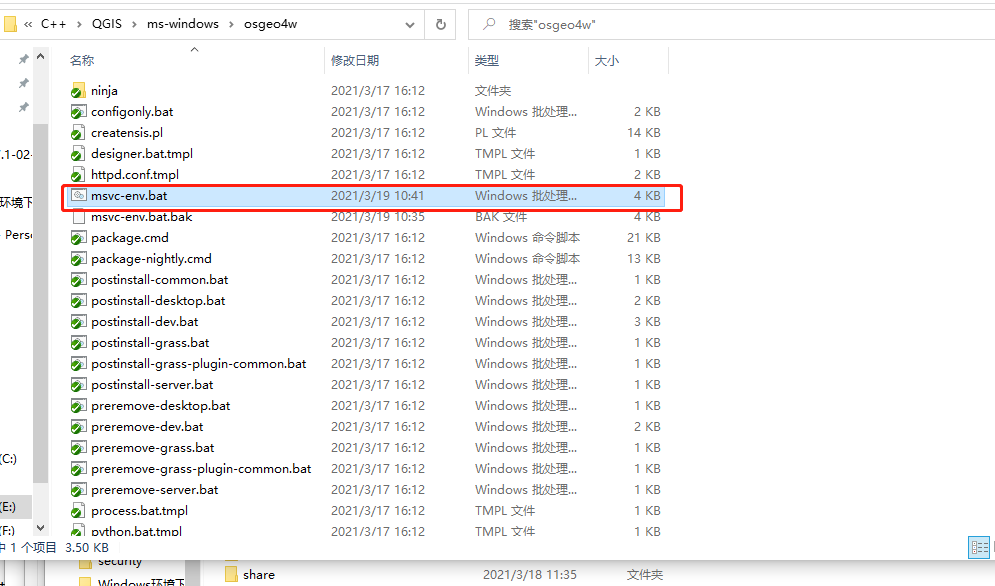 « C++ › QGIS › ms-windows › osgeo4w 搜索"osgeo4w"
名称 修改日期 类型 大小
ninja 2021/3/17 16:12 文件夹
configonly.bat 2021/3/17 16:12 Windows 批处理... 2 KB
creatensis.pl 2021/3/17 16:12 PL 文件 14 KB
designer.bat.tmpl 2021/3/17 16:12 TMPL 文件 1 KB
httpd.conf.tmpl 2021/3/17 16:12 TMPL 文件 2 KB
msvc-env.bat 2021/3/19 10:41 Windows 批处理... 4 KB
msvc-env.bat.bak 2021/3/19 10:35 BAK 文件 4 KB
package.cmd 2021/3/17 16:12 Windows 命令脚本 21 KB
package-nightly.cmd 2021/3/17 16:12 Windows 命令脚本 13 KB
postinstall-common.bat 2021/3/17 16:12 Windows 批处理... 1 KB
postinstall-desktop.bat 2021/3/17 16:12 Windows 批处理... 2 KB
postinstall-dev.bat 2021/3/17 16:12 Windows 批处理... 3 KB
postinstall-grass.bat 2021/3/17 16:12 Windows 批处理... 1 KB
postinstall-grass-plugin-common.bat 2021/3/17 16:12 Windows 批处理... 1 KB
postinstall-server.bat 2021/3/17 16:12 Windows 批处理... 1 KB
preremove-desktop.bat 2021/3/17 16:12 Windows 批处理... 1 KB
preremove-dev.bat 2021/3/17 16:12 Windows 批处理... 2 KB
preremove-grass.bat 2021/3/17 16:12 Windows 批处理... 1 KB
preremove-grass-plugin-common.bat 2021/3/17 16:12 Windows 批处理... 1 KB
preremove-server.bat 2021/3/17 16:12 Windows 批处理... 1 KB
process.bat.tmpl 2021/3/17 16:12 TMPL 文件 1 KB
python.bat.tmpl 2021/3/17 16:12 TMPL 文件 1 KB
.1-02-
环境下
Pers
(C:)
(E:)
(F:)
中 1 个项目 3.50 KB
security
Windows环境下
share 2021/3/18 11:35 文件夹